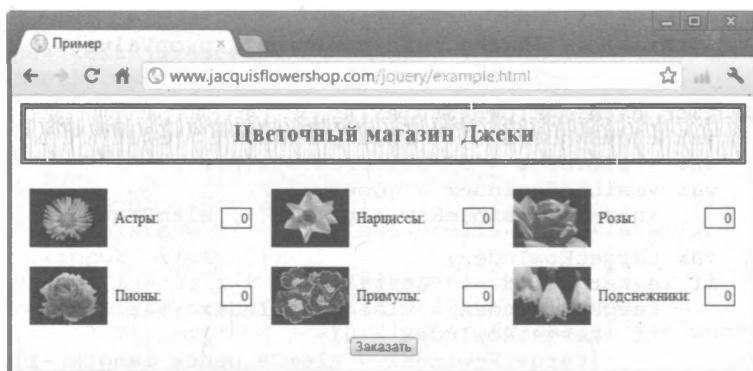 Пример
www.jacquisflowershop.com/jquery/example.html
Цветочный магазин Джеки
Астры: 0 Нарциссы: 0 Розы: 0
Пионы: 0 Примулы: 0 Подснежники: 0
Заказать